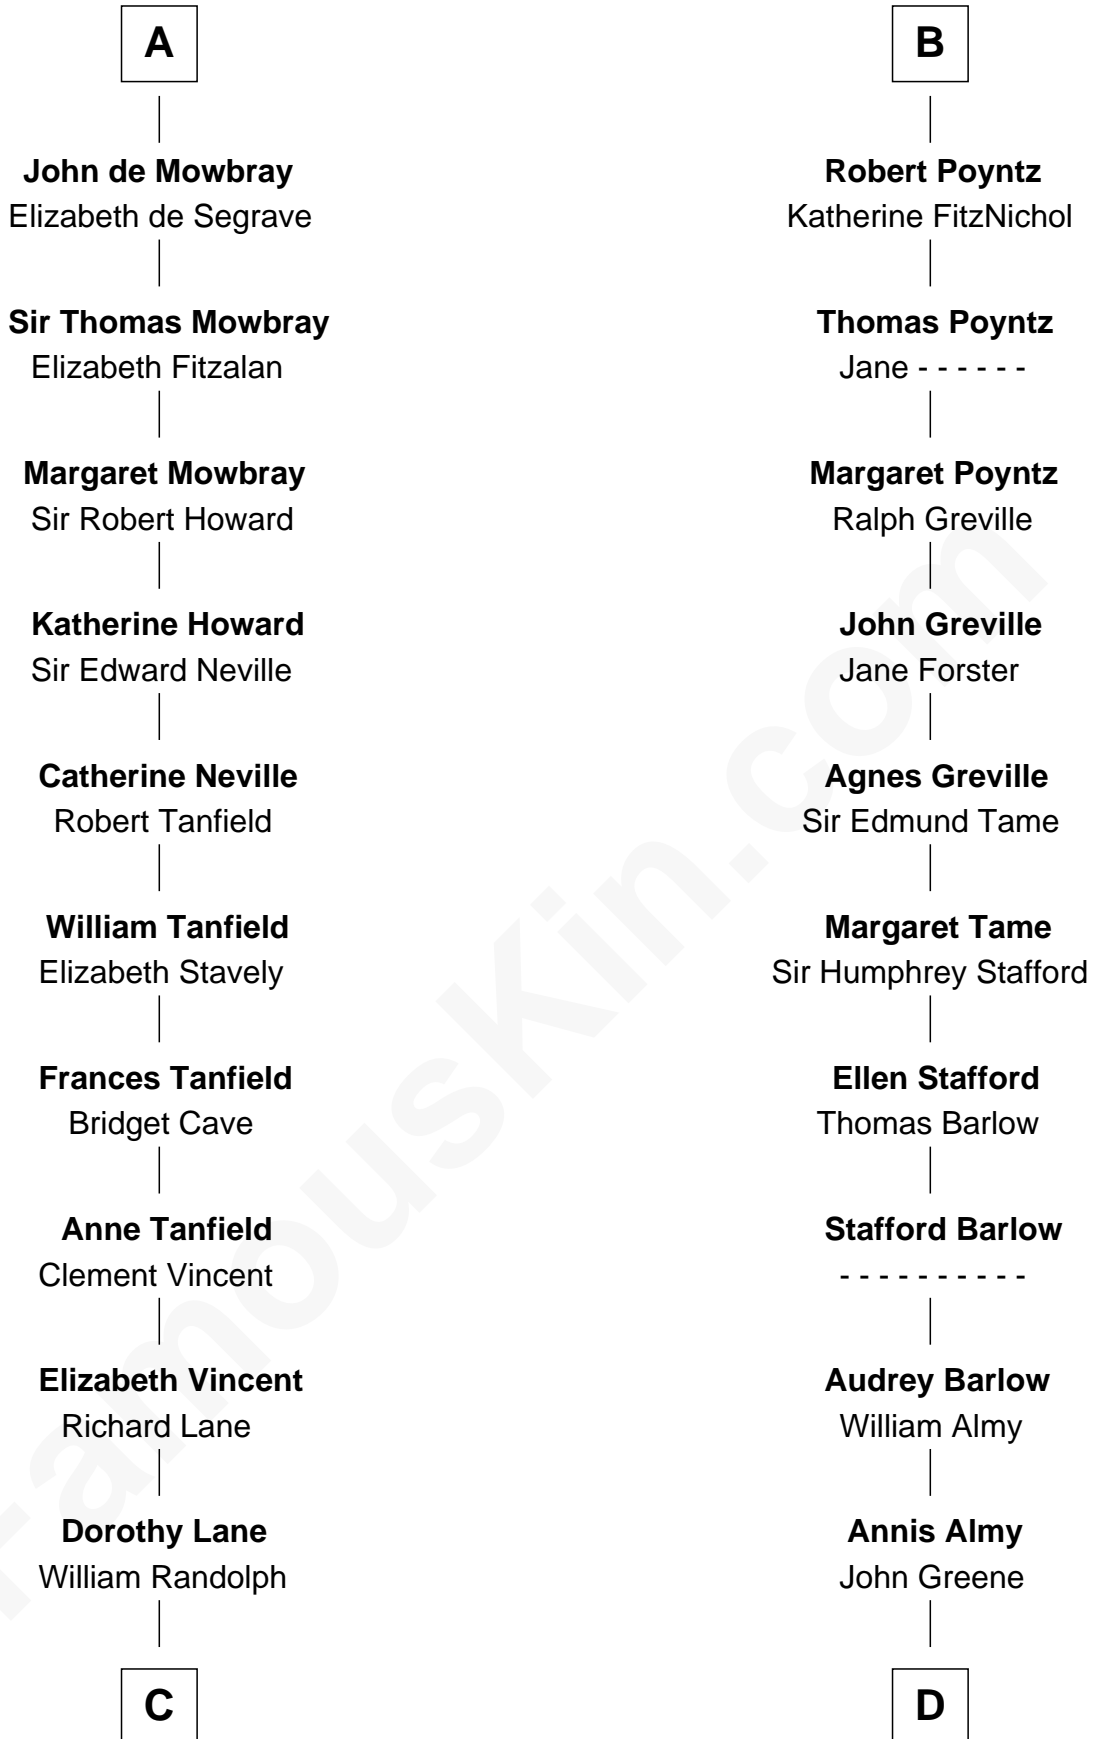 A
John de Mowbray
Elizabeth de Segrave
Sir Thomas Mowbray
Elizabeth Fitzalan
Margaret Mowbray
Sir Robert Howard
Katherine Howard
Sir Edward Neville
Catherine Neville
Robert Tanfield
William Tanfield
Elizabeth Stavely
Frances Tanfield
Bridget Cave
Anne Tanfield
Clement Vincent
Elizabeth Vincent
Richard Lane
Dorothy Lane
William Randolph
C
B
Robert Poyntz
Katherine FitzNichol
Thomas Poyntz
Jane - - - - - -
Margaret Poyntz
Ralph Greville
John Greville
Jane Forster
Agnes Greville
Sir Edmund Tame
Margaret Tame
Sir Humphrey Stafford
Ellen Stafford
Thomas Barlow
Stafford Barlow
- - - - - - - - - -
Audrey Barlow
William Almy
Annis Almy
John Greene
D
FamousKin.com